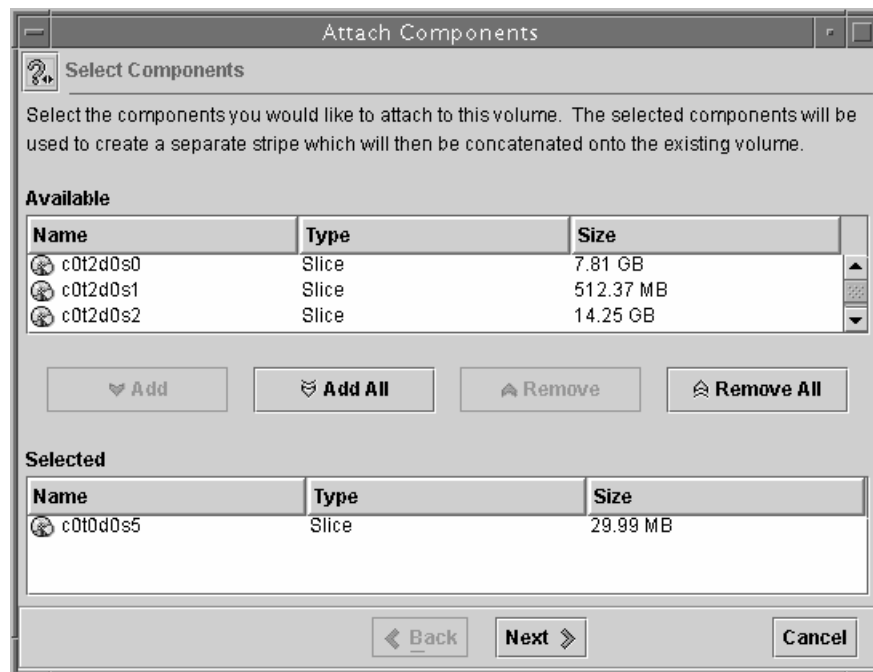 Attach Components
Select Components
Select the components you would like to attach to this volume. The selected components will be
used to create a separate stripe which will then be concatenated onto the existing volume.
Available
Name Type Size
c0t2d0s0 Slice 7.81 GB
c0t2d0s1 Slice 512.37 MB
c0t2d0s2 Slice 14.25 GB
Add Add All Remove Remove All
Selected
Name Type Size
c0t0d0s5 Slice 29.99 MB
Back Next Cancel